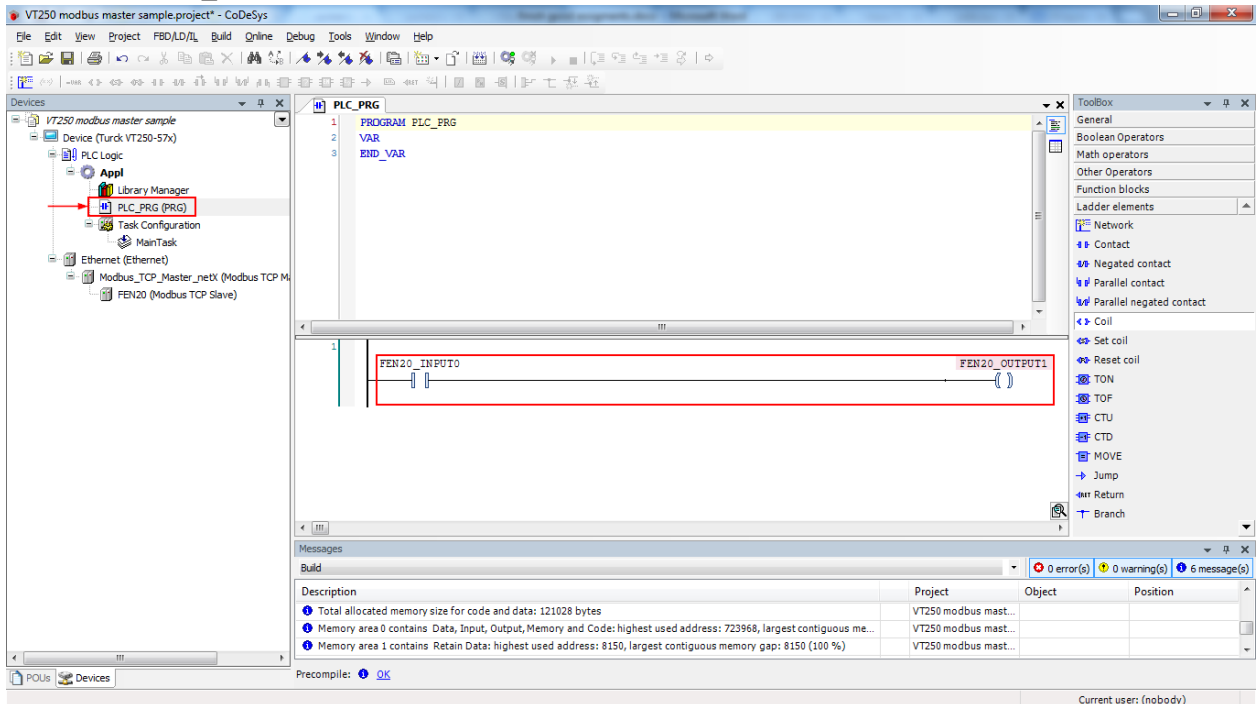 VT250 modbus master sample.project* - CoDeSys
File Edit View Project FBD/LD/IL Build Online Debug Tools Window Help
Devices
VT250 modbus master sample
Device (Turck VT250-57x)
PLC Logic
Appl
Library Manager
PLC_PRG (PRG)
Task Configuration
MainTask
Ethernet (Ethernet)
Modbus_TCP_Master_netX (Modbus TCP Ma
FEN20 (Modbus TCP Slave)
POUs Devices
PLC_PRG
1 PROGRAM PLC_PRG
2 VAR
3 END_VAR
1
FEN20_INPUT0 FEN20_OUTPUT1
ToolBox
General
Boolean Operators
Math operators
Other Operators
Function blocks
Ladder elements
Network
Contact
Negated contact
Parallel contact
Parallel negated contact
Coil
Set coil
Reset coil
TON
TOF
CTU
CTD
MOVE
Jump
Return
Branch
Messages
Build 0 error(s) 0 warning(s) 6 message(s)
Description Project Object Position
Total allocated memory size for code and data: 121028 bytes VT250 modbus mast...
Memory area 0 contains Data, Input, Output, Memory and Code: highest used address: 723968, largest contiguous me... VT250 modbus mast...
Memory area 1 contains Retain Data: highest used address: 8150, largest contiguous memory gap: 8150 (100 %) VT250 modbus mast...
Precompile: OK
Current user: (nobody)